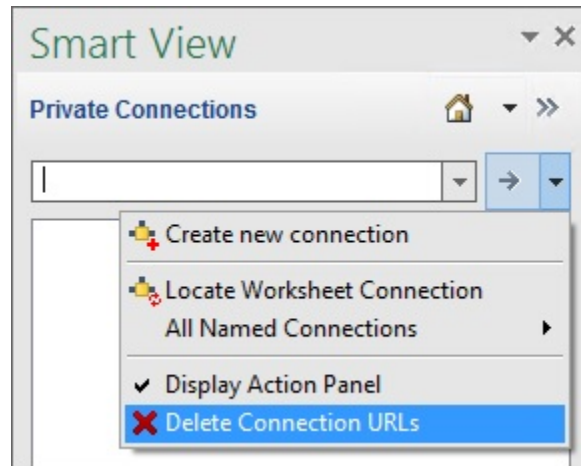 Smart View
Private Connections
Create new connection
Locate Worksheet Connection
All Named Connections
Display Action Panel
Delete Connection URLs